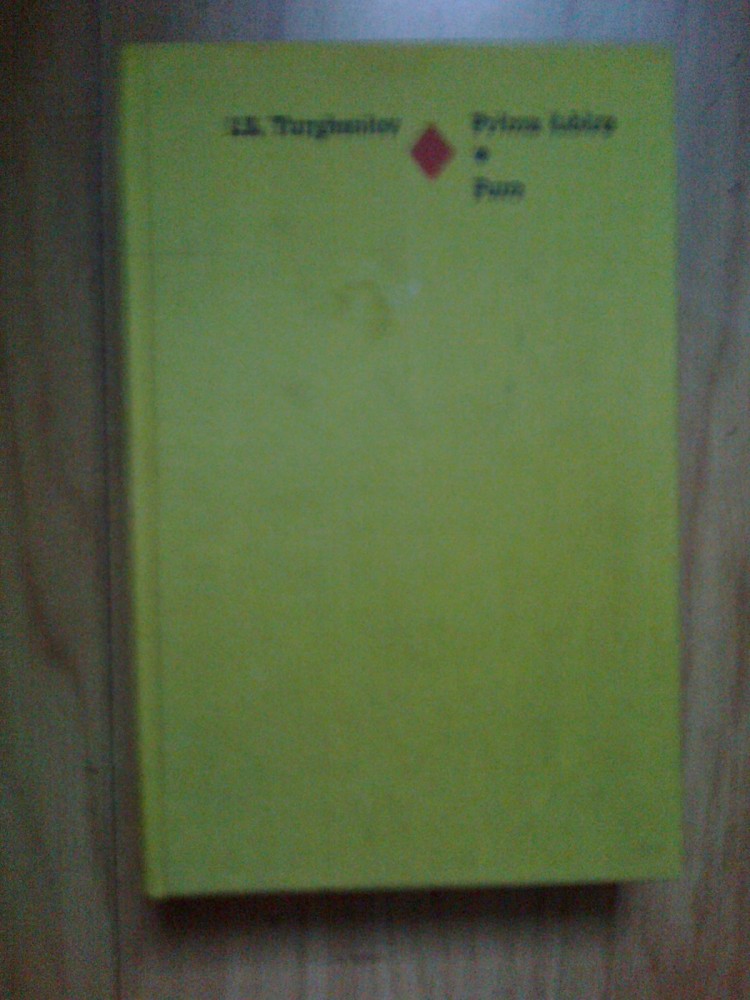 I.S. Turgheniev
Prima iubire
Fum